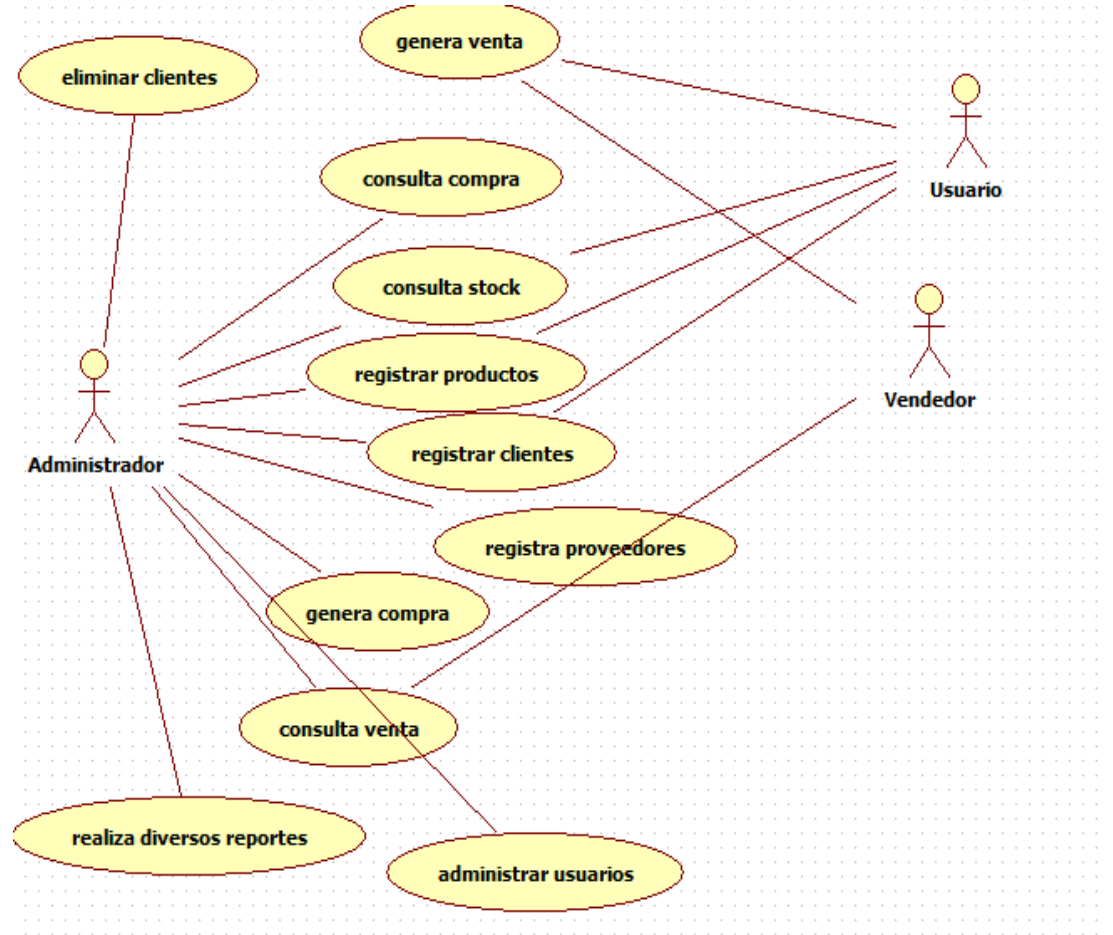 genera venta
eliminar clientes
consulta compra
Usuario
consulta stock
registrar productos
Vendedor
registrar clientes
Administrador
registra proveedores
genera compra
consulta venta
realiza diversos reportes
administrar usuarios